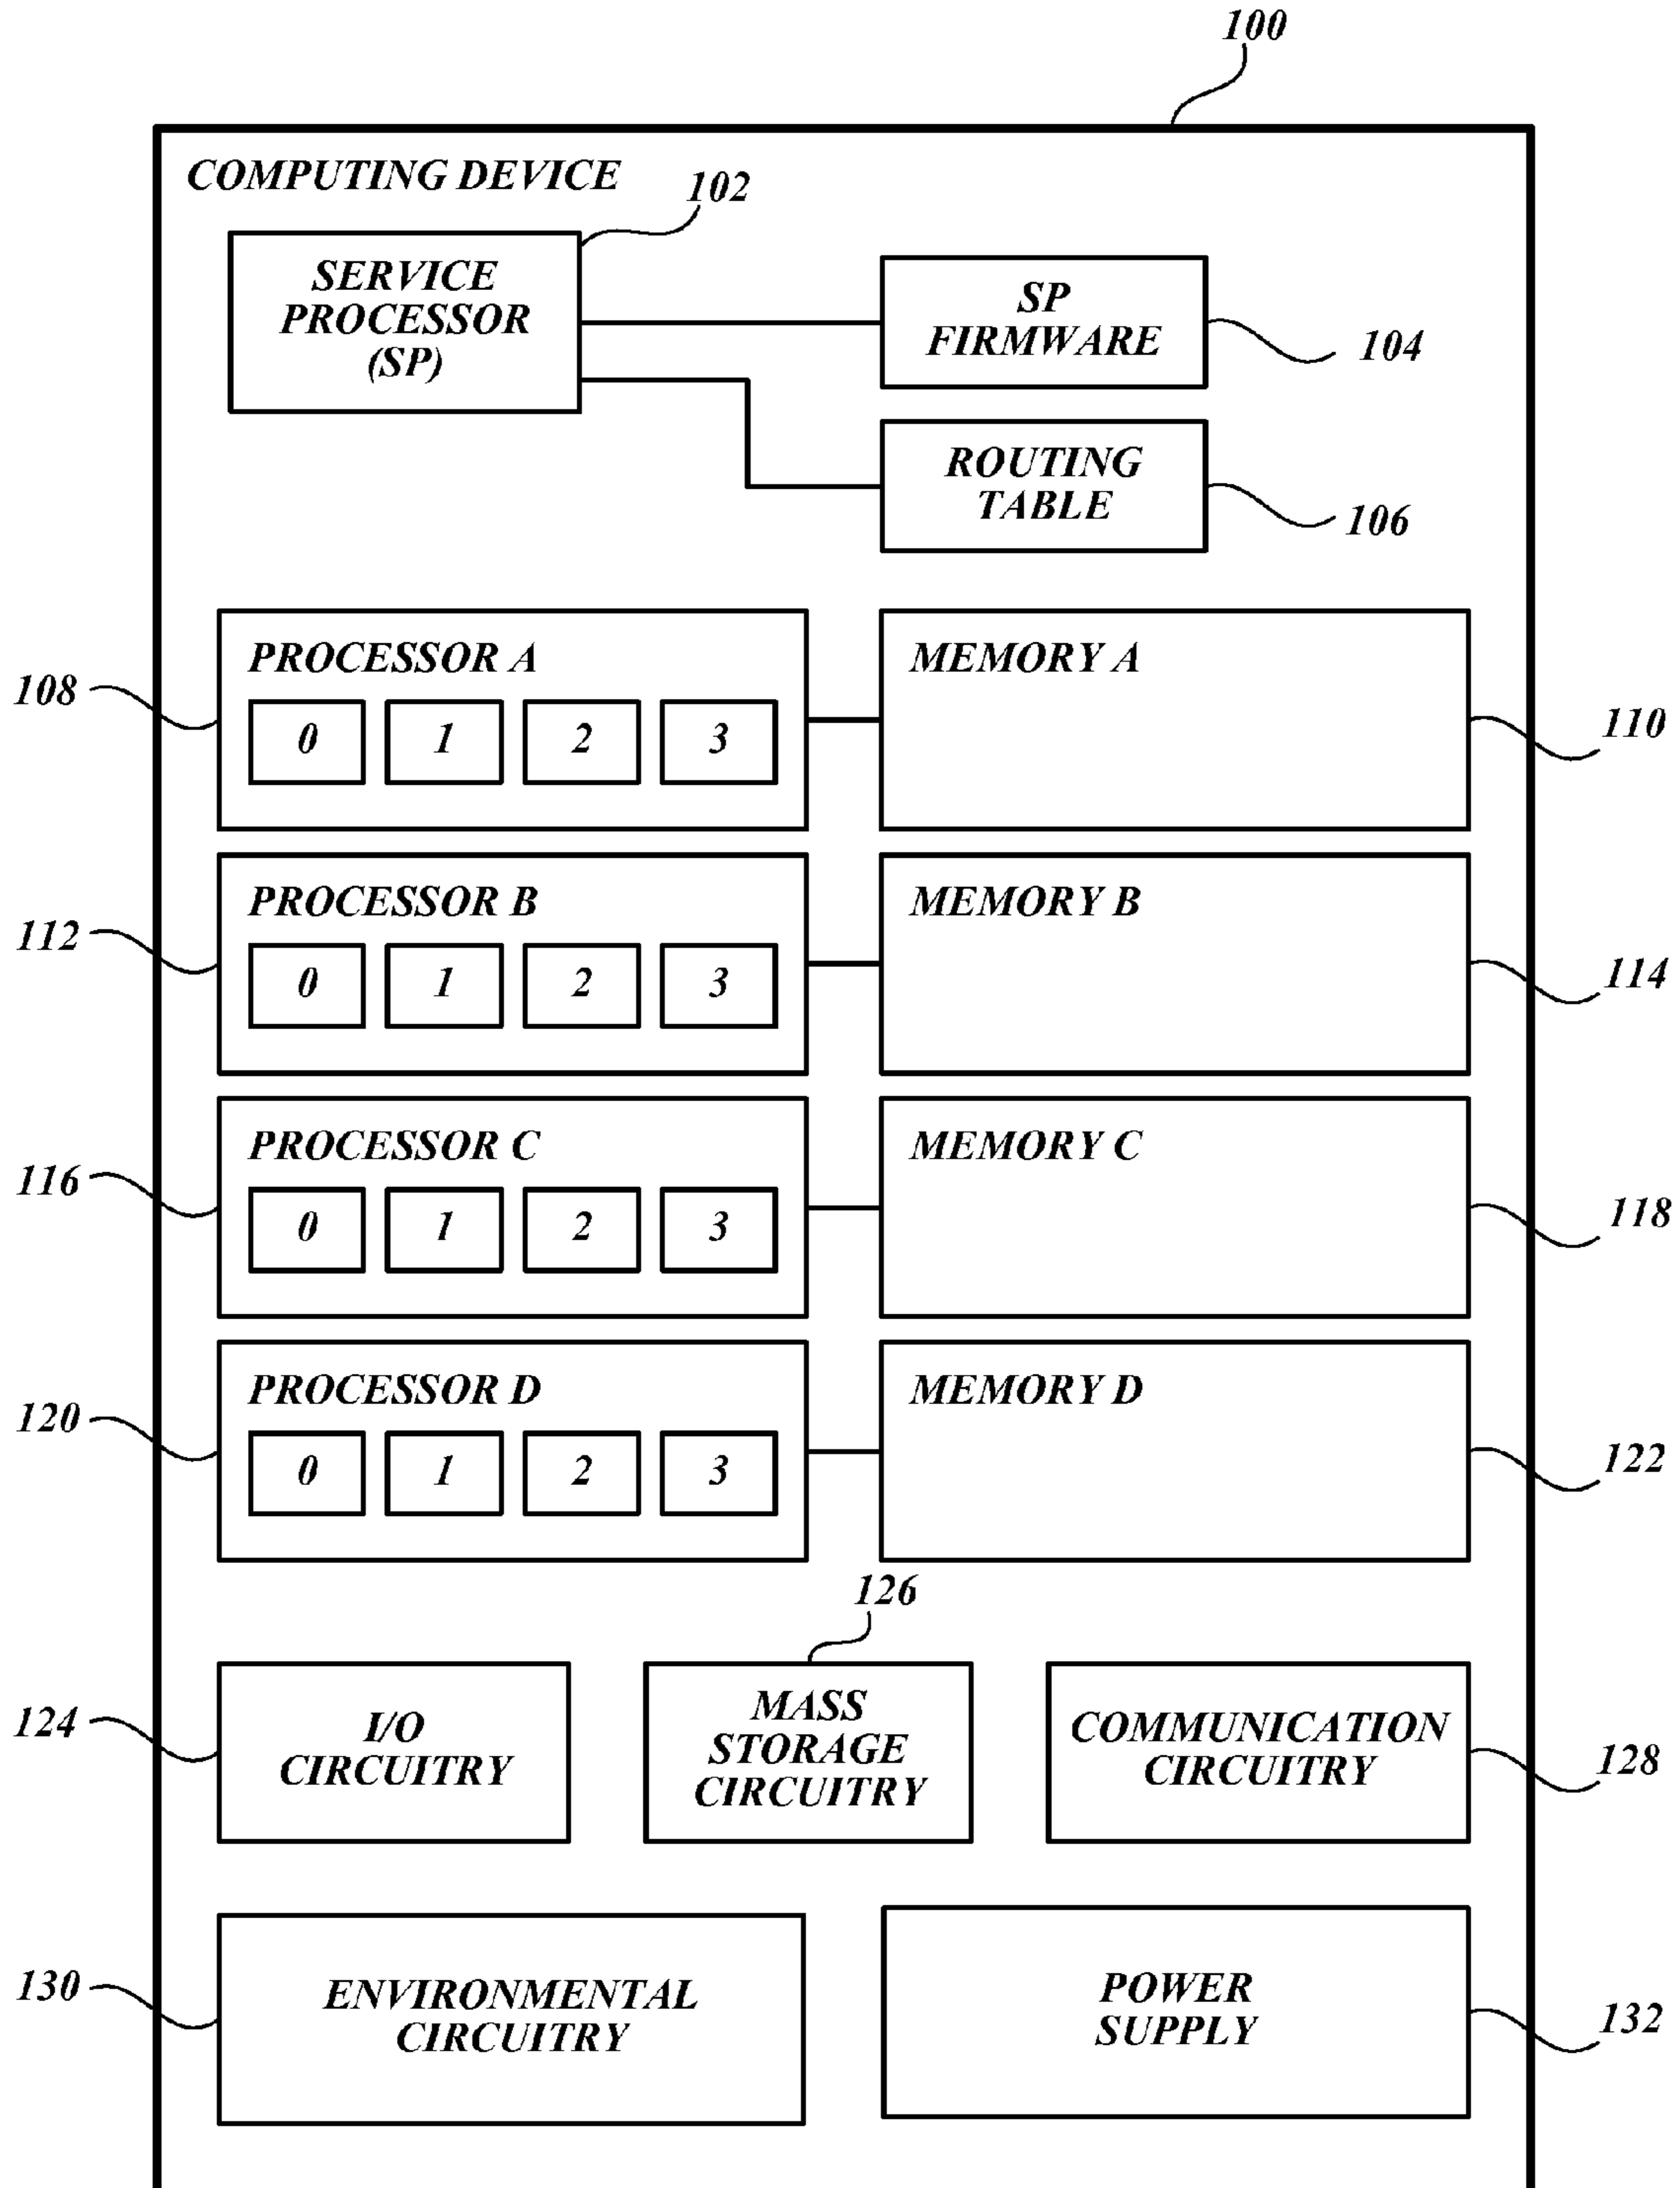 100
COMPUTING DEVICE
102
SERVICE
PROCESSOR
(SP)
SP
FIRMWARE
104
ROUTING
TABLE
106
PROCESSOR A
0 1 2 3
108
MEMORY A
110
PROCESSOR B
0 1 2 3
112
MEMORY B
114
PROCESSOR C
0 1 2 3
116
MEMORY C
118
PROCESSOR D
0 1 2 3
120
MEMORY D
122
126
124
I/O
CIRCUITRY
MASS
STORAGE
CIRCUITRY
COMMUNICATION
CIRCUITRY
128
130
ENVIRONMENTAL
CIRCUITRY
POWER
SUPPLY
132